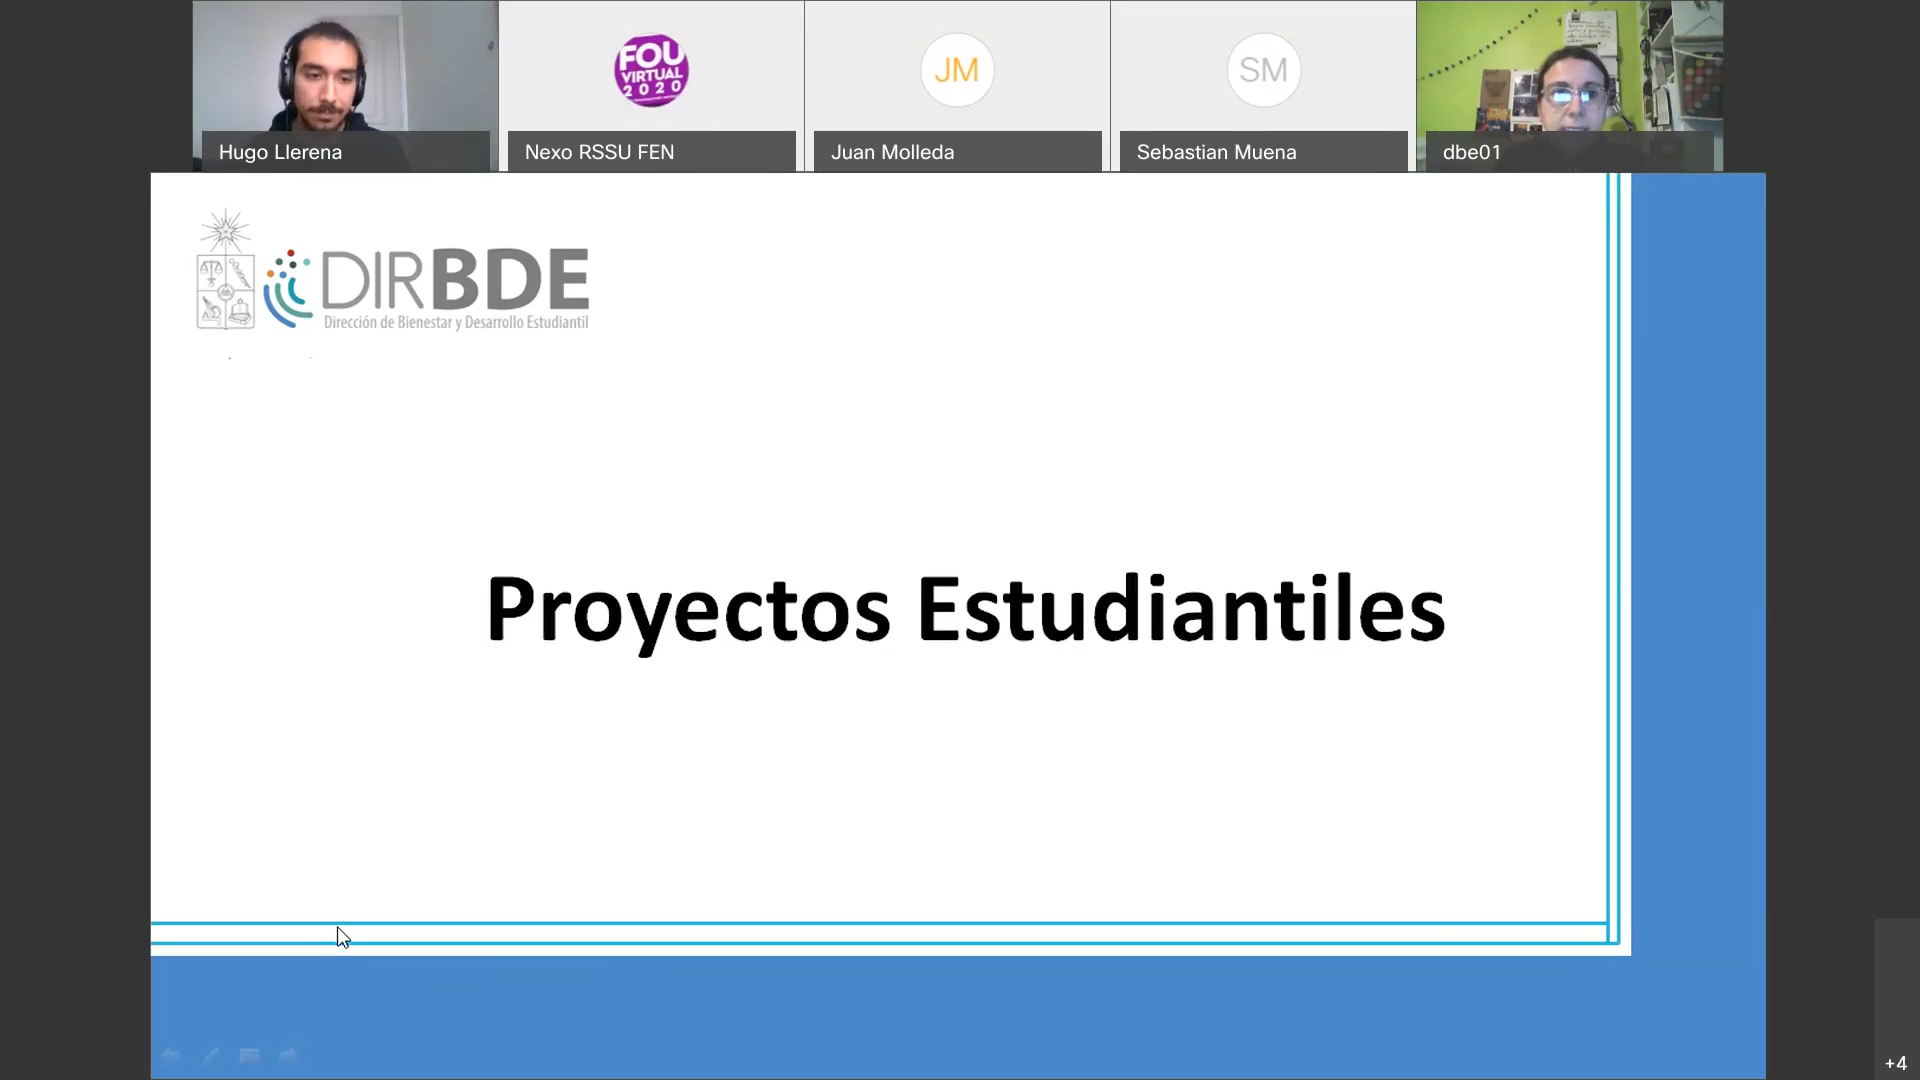 FOU
VIRTUAL
2020
JM
SM
Hugo Llerena
Nexo RSSU FEN
Juan Molleda
Sebastian Muena
dbe01
DIRBDE
Dirección de Bienestar y Desarrollo Estudiantil
Proyectos Estudiantiles
+4